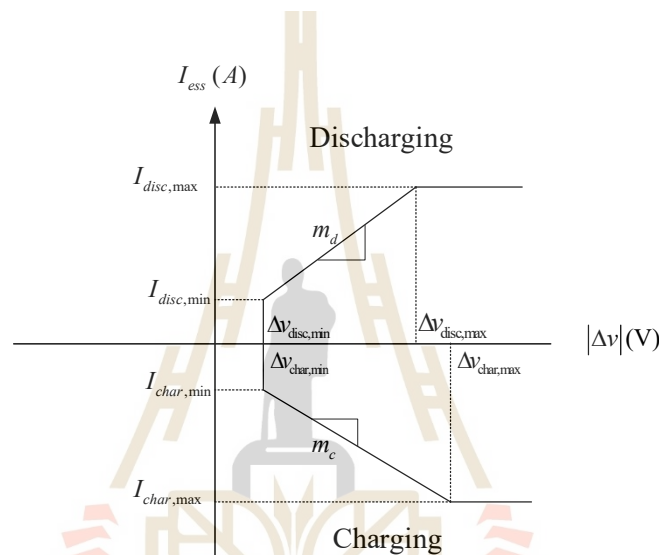 I_ess (A)
Discharging
I_disc,max
m_d
I_disc,min
Δv_disc,min
Δv_disc,max
|Δv|(V)
Δv_char,min
Δv_char,max
I_char,min
m_c
I_char,max
Charging